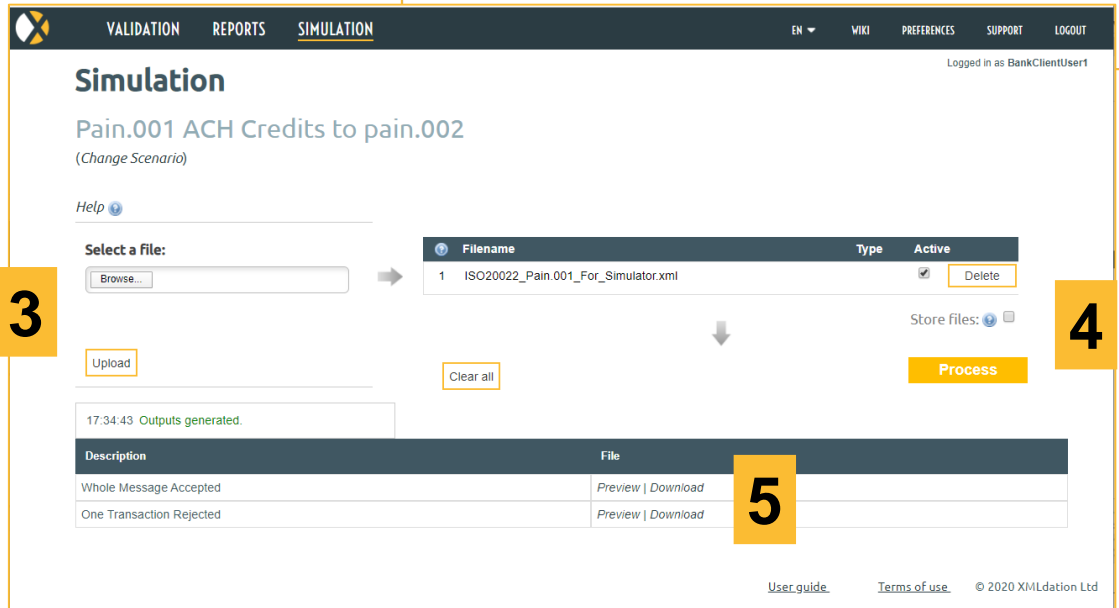 VALIDATION REPORTS SIMULATION EN WIKI PREFERENCES SUPPORT LOGOUT
Logged in as BankClientUser1
Simulation
Pain.001 ACH Credits to pain.002
(Change Scenario)
Help ?
Select a file:
? Filename Type Active
Browse...
1 ISO20022_Pain.001_For_Simulator.xml Delete
3
4
Store files: ?
Upload
Clear all
Process
17:34:43 Outputs generated.
Description File
Whole Message Accepted Preview | Download
5
One Transaction Rejected Preview | Download
User guide Terms of use © 2020 XMLdation Ltd